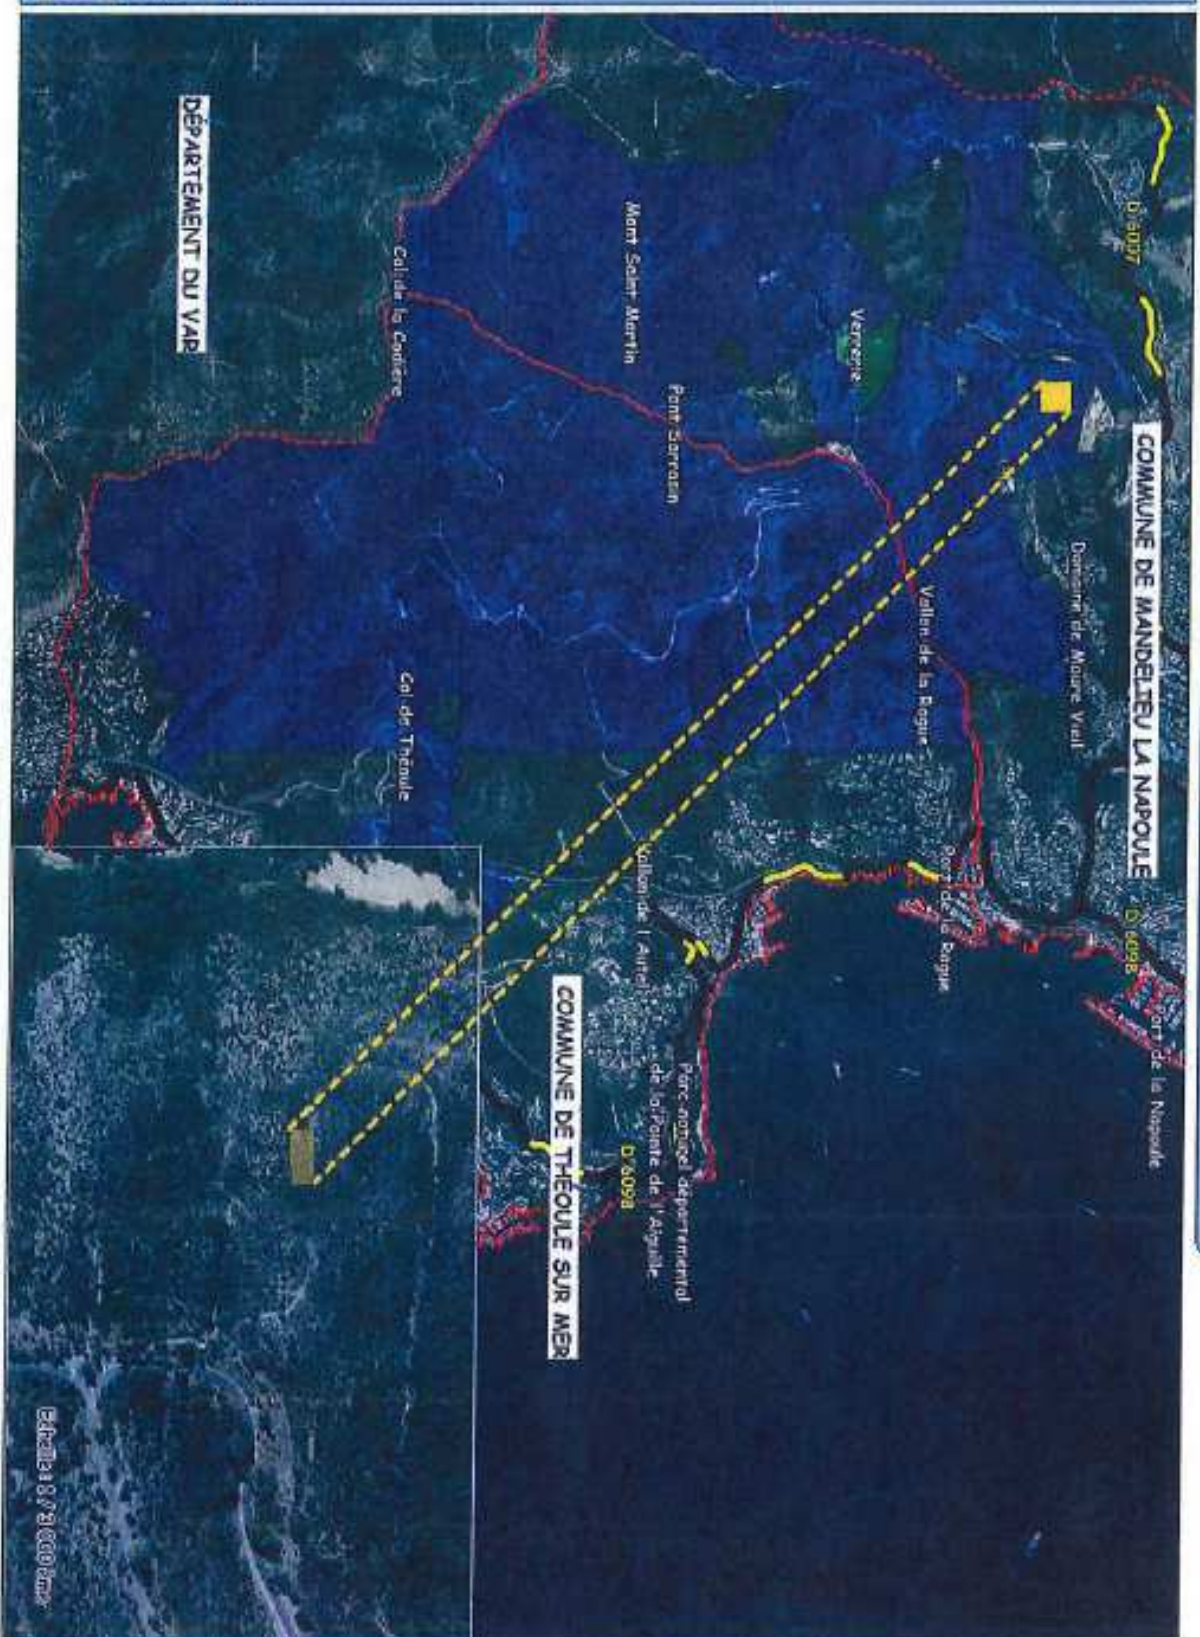 D 6007
COMMUNE DE MANDELIEU LA NAPOULE
D 6098
Port de la Napoule
Domaine de Maure Vieil
Vallon de la Rague
Port de la Rague
Verrerie
Pont Sarrasin
Mont Saint Martin
Vallon de l'Autel
Parc naturel départemental
de la Pointe de l'Aiguille
D 6098
COMMUNE DE THEOULE SUR MER
Col de la Cadière
Col de Théoule
DÉPARTEMENT DU VAR